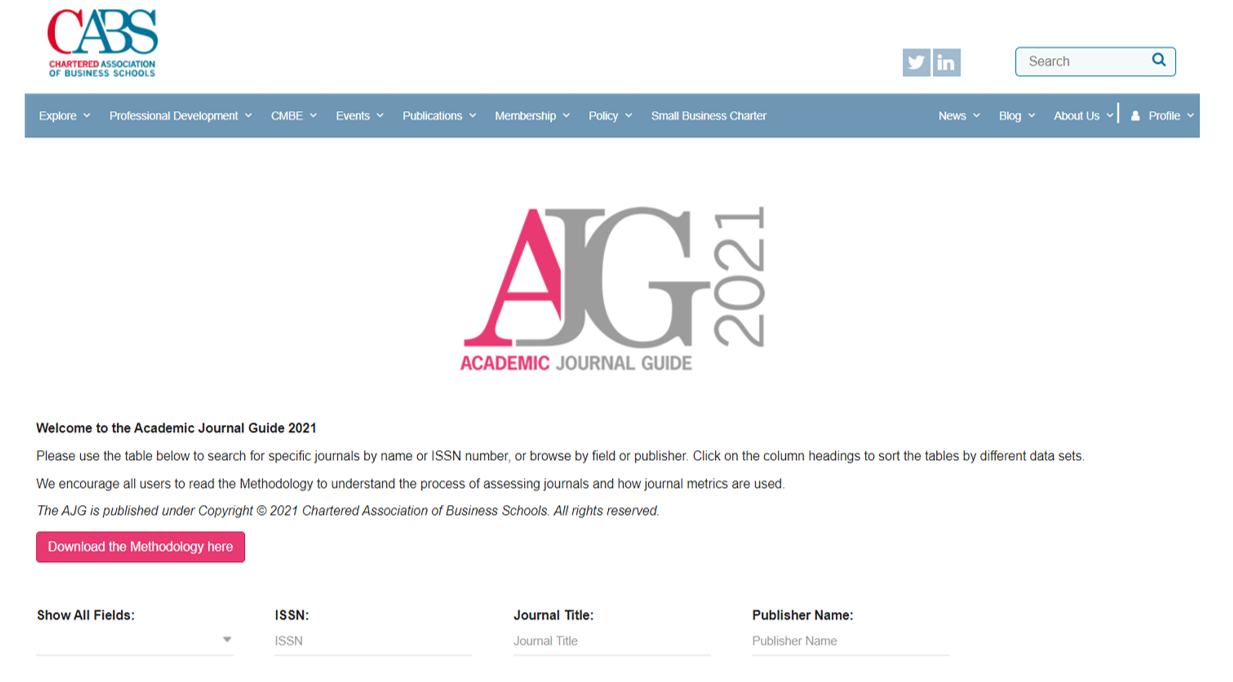 CABS
CHARTERED ASSOCIATION
OF BUSINESS SCHOOLS
in
Search
Explore Professional Development CMBE Events Publications Membership Policy Small Business Charter News Blog About Us Profile
AJG 2021
ACADEMIC JOURNAL GUIDE
Welcome to the Academic Journal Guide 2021
Please use the table below to search for specific journals by name or ISSN number, or browse by field or publisher. Click on the column headings to sort the tables by different data sets.
We encourage all users to read the Methodology to understand the process of assessing journals and how journal metrics are used.
The AJG is published under Copyright © 2021 Chartered Association of Business Schools. All rights reserved.
Download the Methodology here
Show All Fields: ISSN: Journal Title: Publisher Name:
ISSN Journal Title Publisher Name